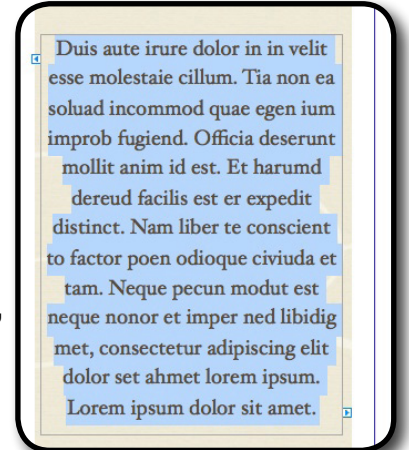 Duis aute irure dolor in in velit
esse molestaie cillum. Tia non ea
soluad incommod quae egen ium
improb fugiend. Officia deserunt
mollit anim id est. Et harumd
dereud facilis est er expedit
distinct. Nam liber te conscient
to factor poen odioque civiuda et
tam. Neque pecun modut est
neque nonor et imper ned libidig
met, consectetur adipiscing elit
dolor set ahmet lorem ipsum.
Lorem ipsum dolor sit amet.